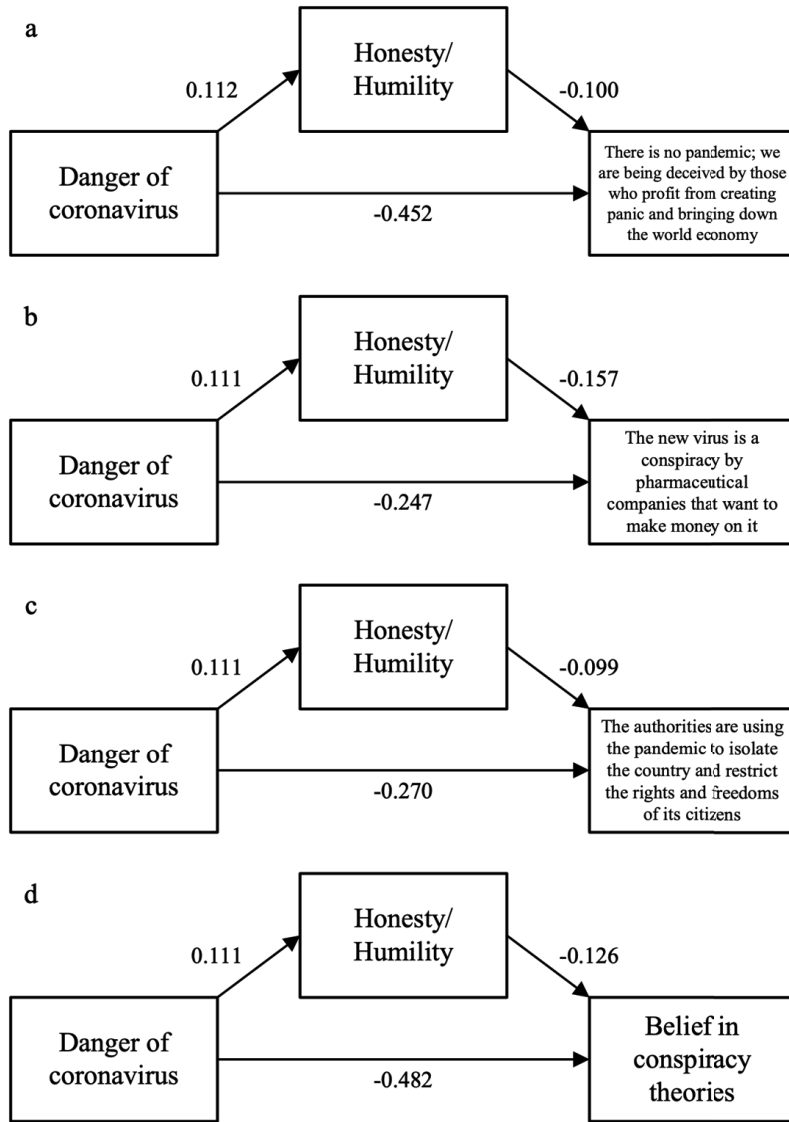 a
Honesty/
Humility
0.112
-0.100
Danger of
coronavirus
-0.452
There is no pandemic; we
are being deceived by those
who profit from creating
panic and bringing down
the world economy
b
Honesty/
Humility
0.111
-0.157
Danger of
coronavirus
-0.247
The new virus is a
conspiracy by
pharmaceutical
companies that want to
make money on it
c
Honesty/
Humility
0.111
-0.099
Danger of
coronavirus
-0.270
The authorities are using
the pandemic to isolate
the country and restrict
the rights and freedoms
of its citizens
d
Honesty/
Humility
0.111
-0.126
Danger of
coronavirus
-0.482
Belief in
conspiracy
theories